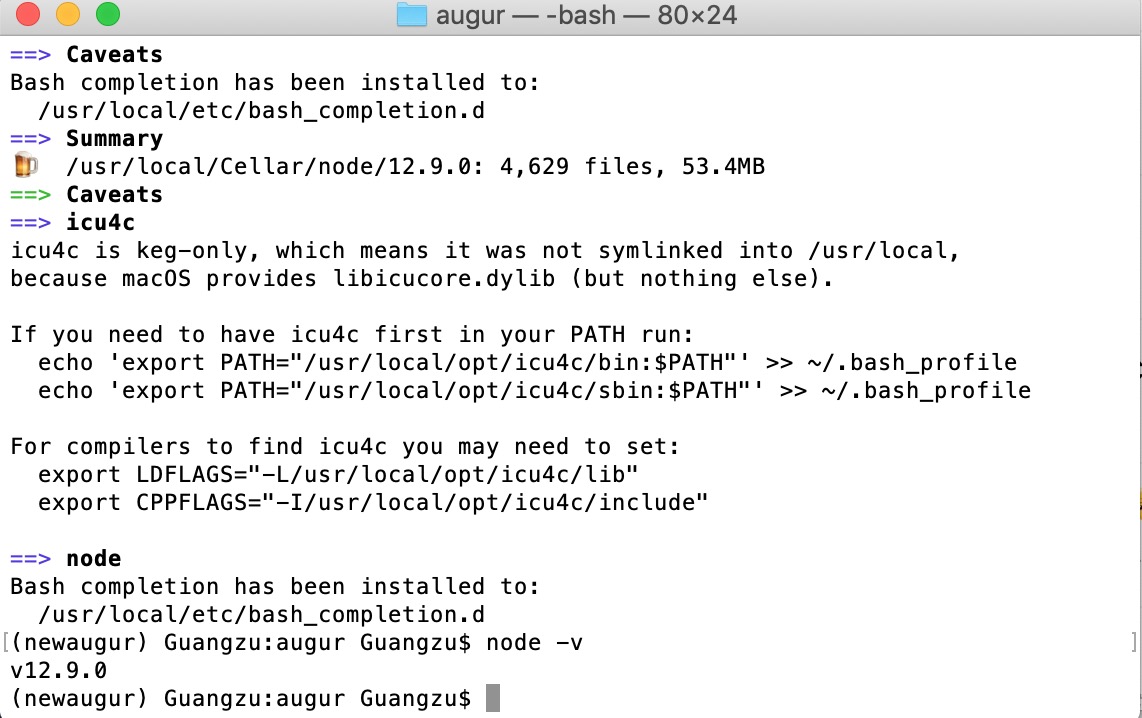 augur — -bash — 80×24
==> Caveats
Bash completion has been installed to:
  /usr/local/etc/bash_completion.d
==> Summary
🍺  /usr/local/Cellar/node/12.9.0: 4,629 files, 53.4MB
==> Caveats
==> icu4c
icu4c is keg-only, which means it was not symlinked into /usr/local,
because macOS provides libicucore.dylib (but nothing else).

If you need to have icu4c first in your PATH run:
  echo 'export PATH="/usr/local/opt/icu4c/bin:$PATH"' >> ~/.bash_profile
  echo 'export PATH="/usr/local/opt/icu4c/sbin:$PATH"' >> ~/.bash_profile

For compilers to find icu4c you may need to set:
  export LDFLAGS="-L/usr/local/opt/icu4c/lib"
  export CPPFLAGS="-I/usr/local/opt/icu4c/include"

==> node
Bash completion has been installed to:
  /usr/local/etc/bash_completion.d
[(newaugur) Guangzu:augur Guangzu$ node -v ]
v12.9.0
(newaugur) Guangzu:augur Guangzu$